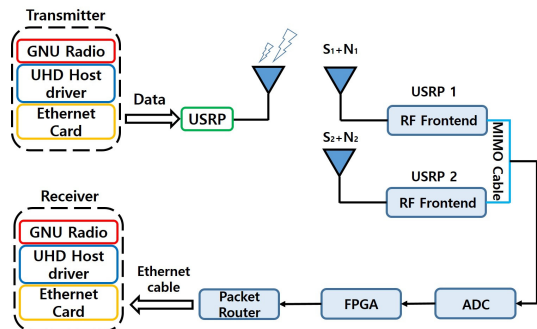 Transmitter
GNU Radio
UHD Host
driver
Ethernet
Card
Data
USRP
S₁+N₁
USRP 1
RF Frontend
MIMO Cable
S₂+N₂
USRP 2
RF Frontend
Receiver
GNU Radio
UHD Host
driver
Ethernet
Card
Ethernet
cable
Packet
Router
FPGA
ADC